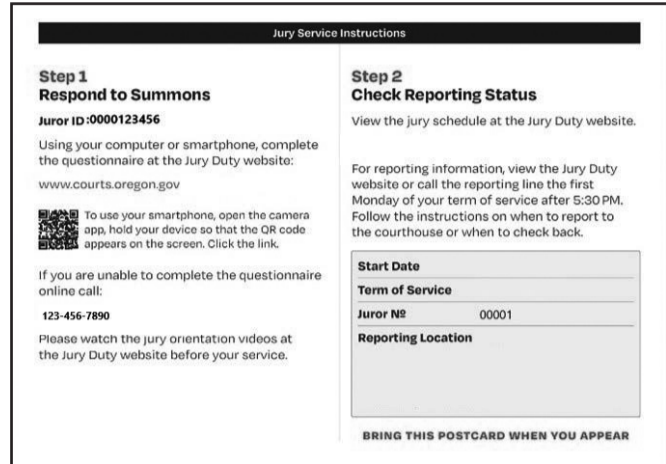 Jury Service Instructions
Step 1
Respond to Summons
Juror ID:0000123456
Using your computer or smartphone, complete
the questionnaire at the Jury Duty website:
www.courts.oregon.gov
To use your smartphone, open the camera
app, hold your device so that the QR code
appears on the screen. Click the link.
If you are unable to complete the questionnaire
online call:
123-456-7890
Please watch the jury orientation videos at
the Jury Duty website before your service.
Step 2
Check Reporting Status
View the jury schedule at the Jury Duty website.
For reporting information, view the Jury Duty
website or call the reporting line the first
Monday of your term of service after 5:30 PM.
Follow the instructions on when to report to
the courthouse or when to check back.
Start Date
Term of Service
Juror Nº 00001
Reporting Location
BRING THIS POSTCARD WHEN YOU APPEAR